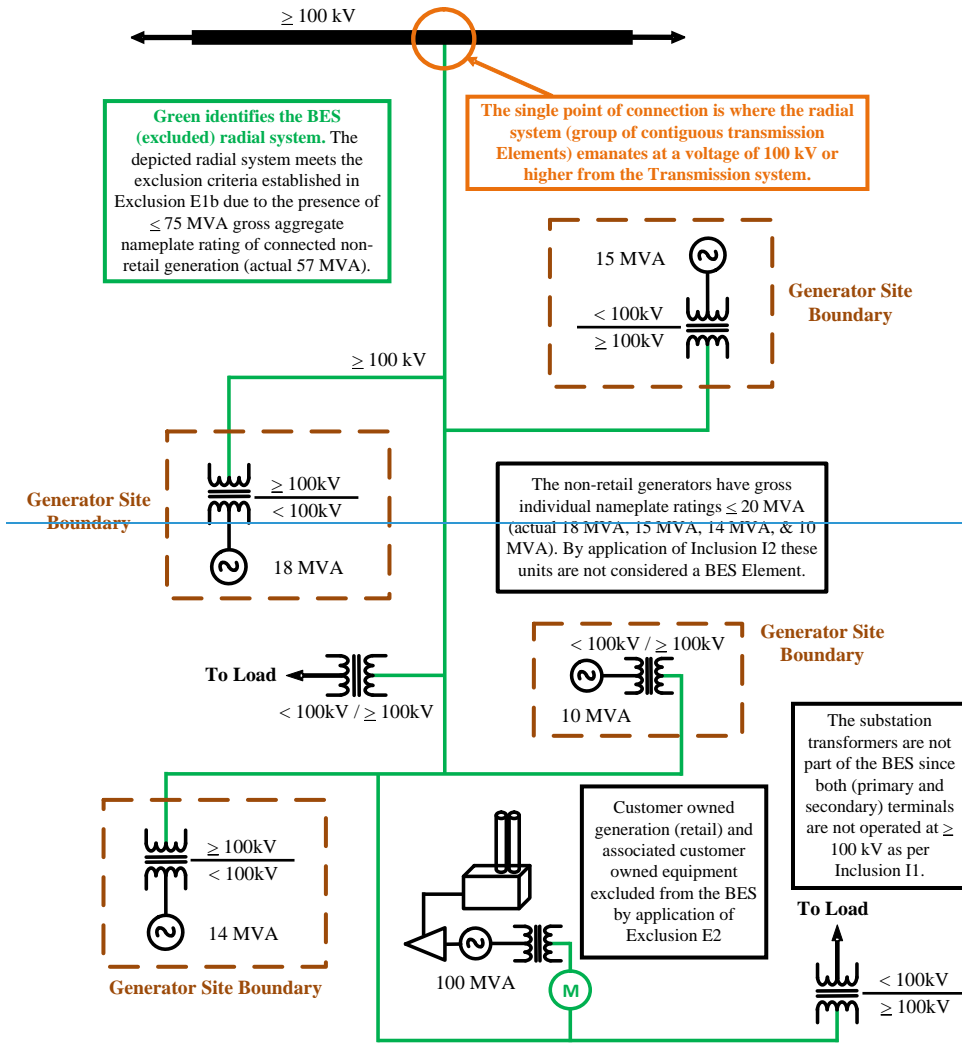 ≥ 100 kV
Green identifies the BES
(excluded) radial system. The
depicted radial system meets the
exclusion criteria established in
Exclusion E1b due to the presence of
≤ 75 MVA gross aggregate
nameplate rating of connected non-
retail generation (actual 57 MVA).
The single point of connection is where the radial
system (group of contiguous transmission
Elements) emanates at a voltage of 100 kV or
higher from the Transmission system.
15 MVA
< 100kV
≥ 100kV
Generator Site
Boundary
≥ 100 kV
Generator Site
Boundary
≥ 100kV
< 100kV
18 MVA
The non-retail generators have gross
individual nameplate ratings ≤ 20 MVA
(actual 18 MVA, 15 MVA, 14 MVA, & 10
MVA). By application of Inclusion I2 these
units are not considered a BES Element.
To Load
< 100kV / ≥ 100kV
< 100kV / ≥ 100kV
10 MVA
Generator Site
Boundary
The substation
transformers are not
part of the BES since
both (primary and
secondary) terminals
are not operated at ≥
100 kV as per
Inclusion I1.
≥ 100kV
< 100kV
14 MVA
Generator Site Boundary
100 MVA
M
Customer owned
generation (retail) and
associated customer
owned equipment
excluded from the BES
by application of
Exclusion E2
To Load
< 100kV
≥ 100kV